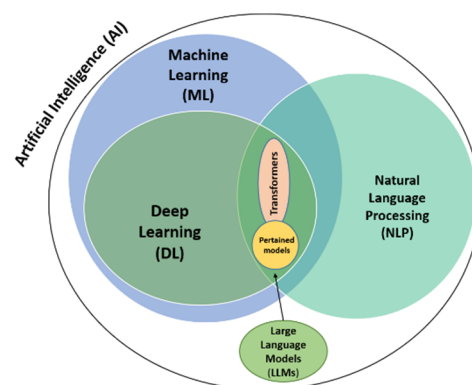 Artificial Intelligence (AI)
Machine
Learning
(ML)
Deep
Learning
(DL)
Transformers
Pertained
models
Natural
Language
Processing
(NLP)
Large
Language
Models
(LLMs)